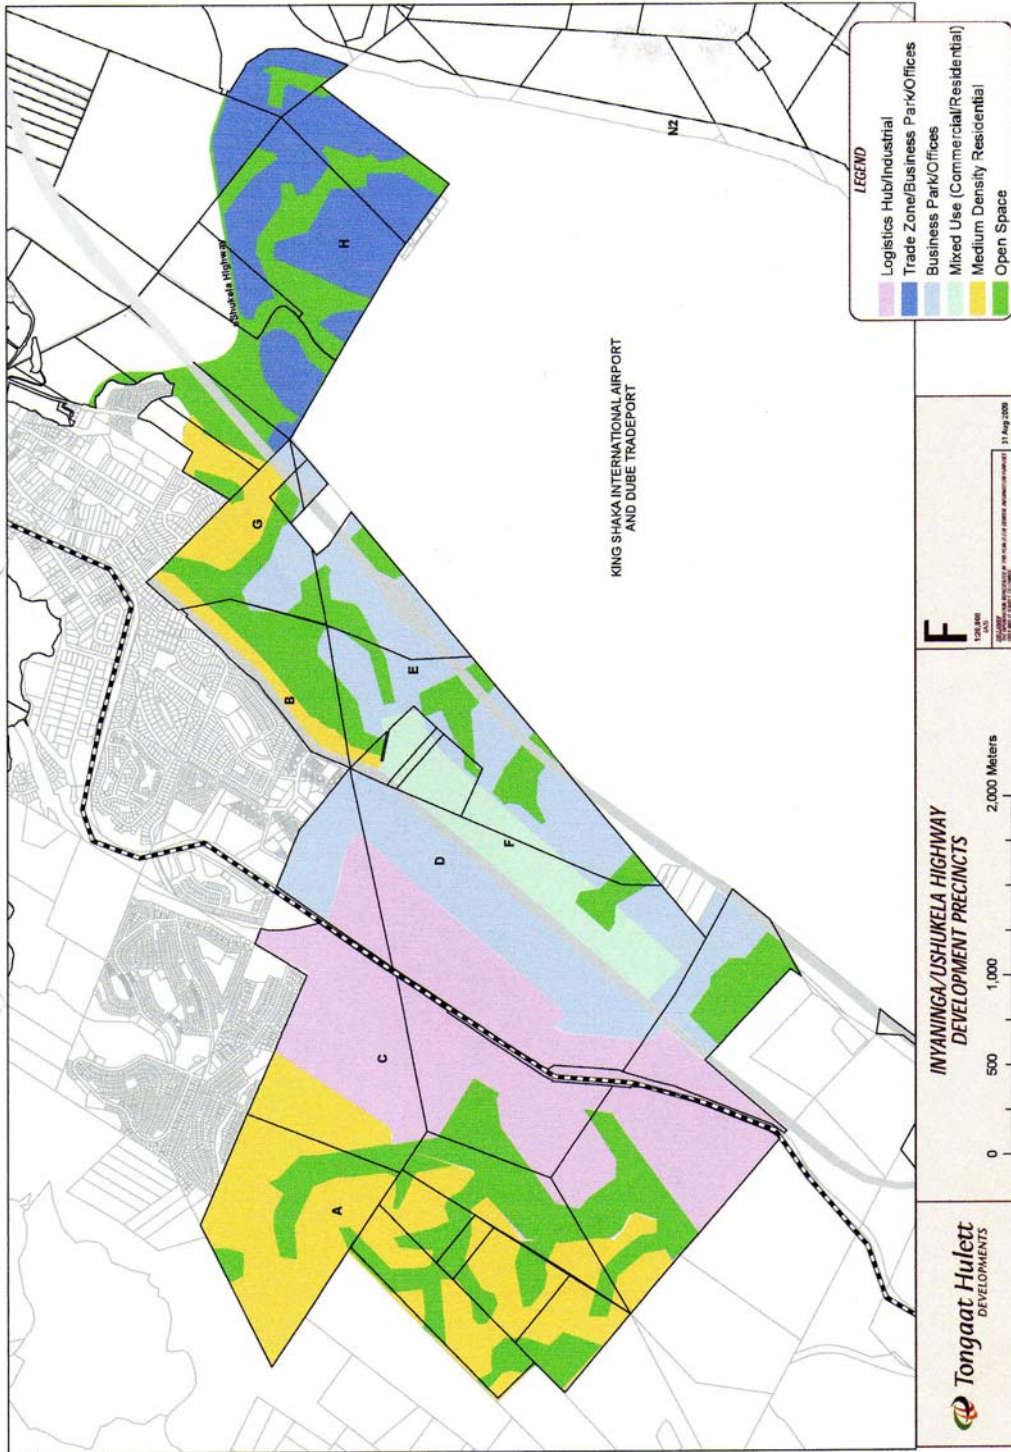 uShukela Highway
N2
H
G
B
E
D
F
C
A
KING SHAKA INTERNATIONAL AIRPORT
AND DUBE TRADEPORT
LEGEND
Logistics Hub/Industrial
Trade Zone/Business Park/Offices
Business Park/Offices
Mixed Use (Commercial/Residential)
Medium Density Residential
Open Space
Tongaat Hulett
DEVELOPMENTS
INYANINGA/USHUKELA HIGHWAY
DEVELOPMENT PRECINCTS
0 500 1,000 2,000 Meters
F
(A3)
31 Aug 2009